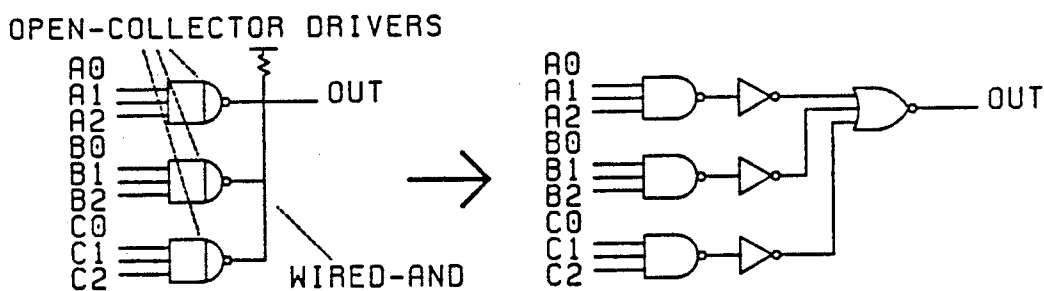 OPEN-COLLECTOR DRIVERS
A0
A1
A2
OUT
B0
B1
B2
C0
C1
C2
WIRED-AND
A0
A1
A2
OUT
B0
B1
B2
C0
C1
C2